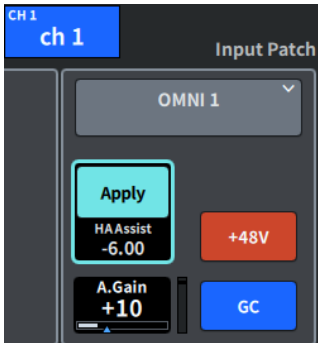 CH 1
ch 1
Input Patch
OMNI 1
Apply
HA Assist
-6.00
+48V
A.Gain
+10
GC